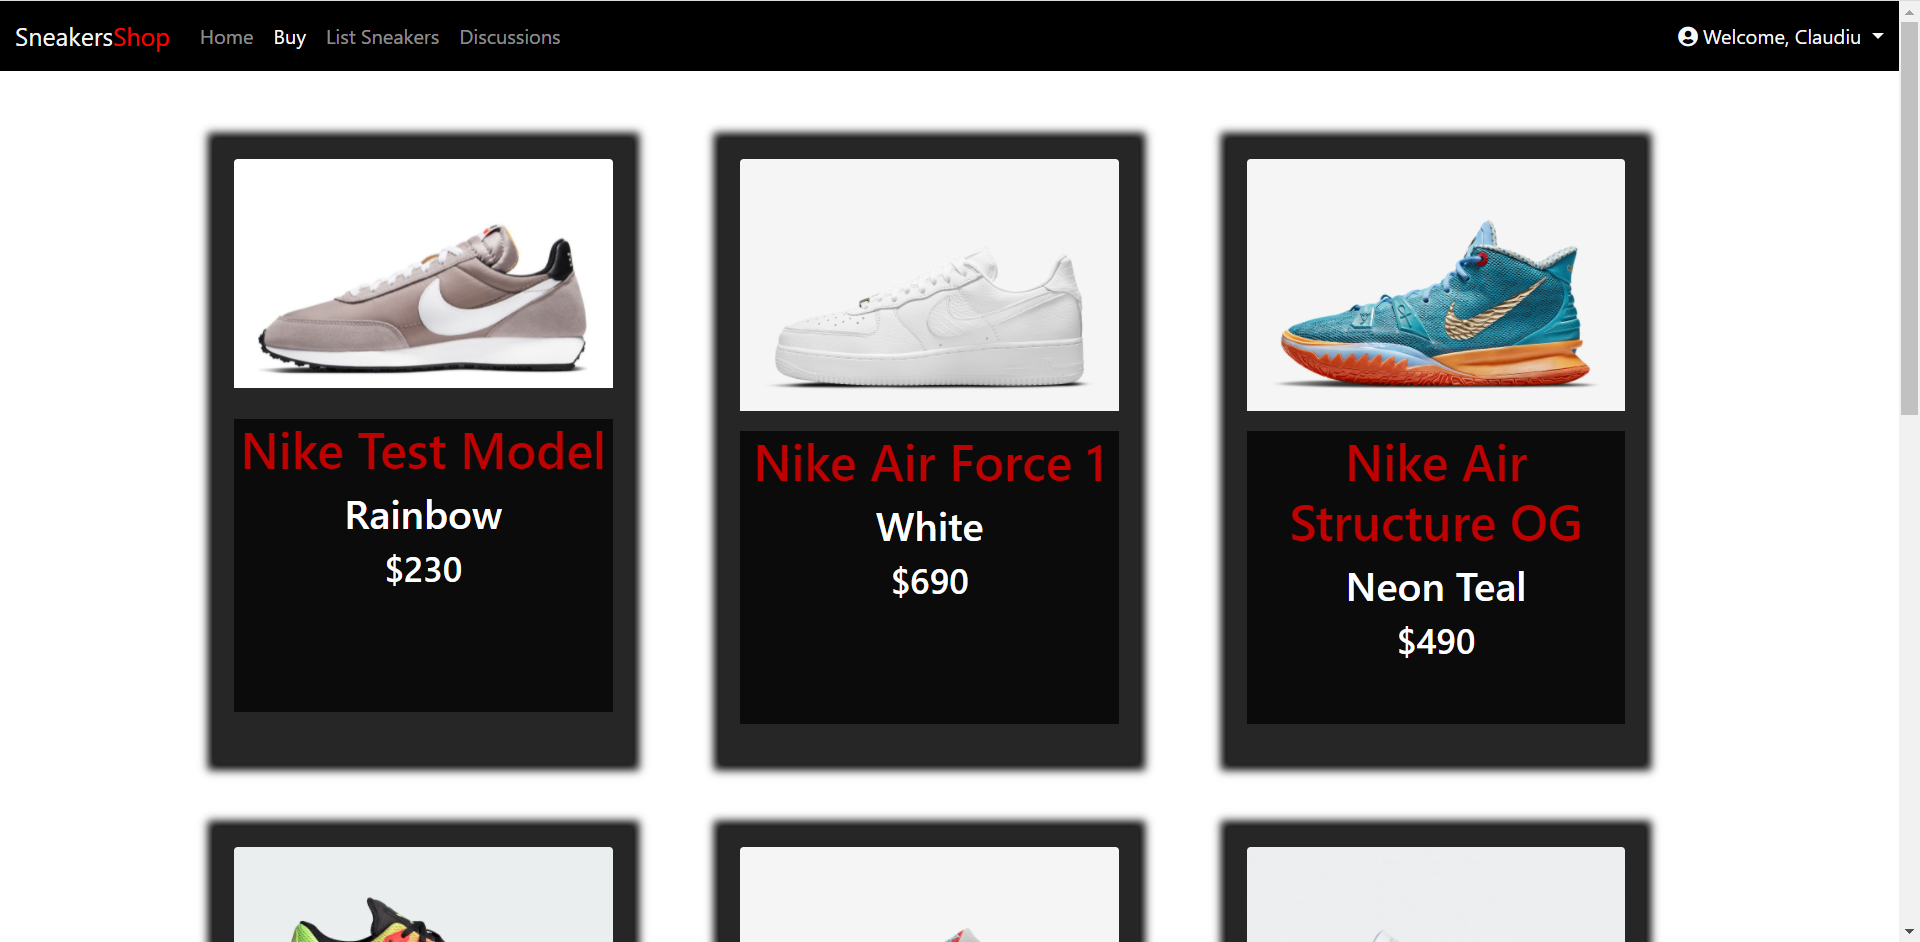 SneakersShop Home Buy List Sneakers Discussions Welcome, Claudiu
Nike Test Model
Rainbow
$230
Nike Air Force 1
White
$690
Nike Air
Structure OG
Neon Teal
$490